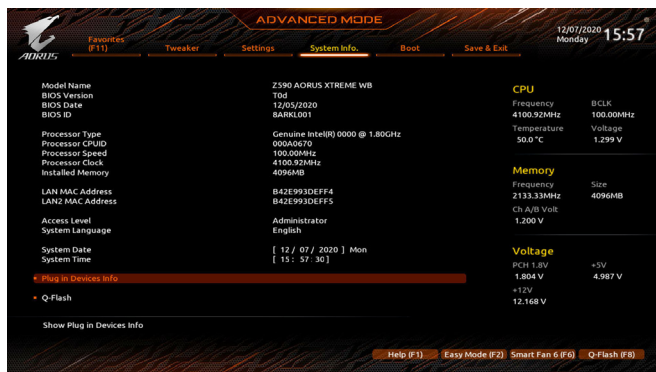 ADVANCED MODE
12/07/2020 Monday 15:57
AORUS
Favorites (F11) Tweaker Settings System Info. Boot Save & Exit
Model Name Z590 AORUS XTREME WB
BIOS Version T0d
BIOS Date 12/05/2020
BIOS ID 8ARKL001
Processor Type Genuine Intel(R) 0000 @ 1.80GHz
Processor CPUID 000A0670
Processor Speed 100.00MHz
Processor Clock 4100.92MHz
Installed Memory 4096MB
LAN MAC Address B42E993DEFF4
LAN2 MAC Address B42E993DEFF5
Access Level Administrator
System Language English
System Date [ 12/ 07/ 2020 ] Mon
System Time [ 15: 57: 30]
Plug in Devices Info
Q-Flash
Show Plug in Devices Info
CPU
Frequency BCLK
4100.92MHz 100.00MHz
Temperature Voltage
50.0 °C 1.299 V
Memory
Frequency Size
2133.33MHz 4096MB
Ch A/B Volt
1.200 V
Voltage
PCH 1.8V +5V
1.804 V 4.987 V
+12V
12.168 V
Help (F1) Easy Mode (F2) Smart Fan 6 (F6) Q-Flash (F8)